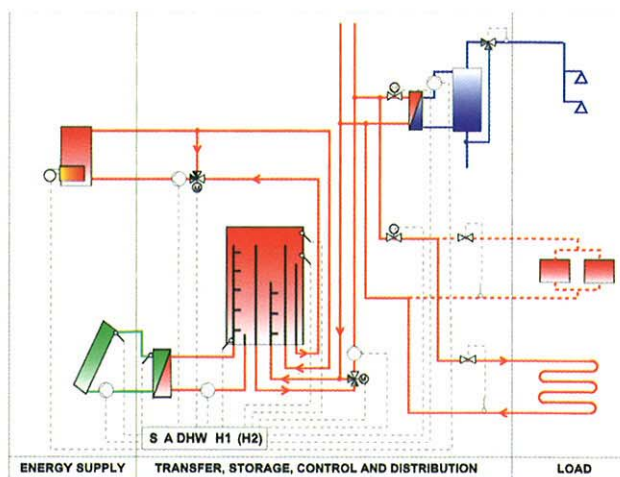 S A DHW H1 (H2)
ENERGY SUPPLY
TRANSFER, STORAGE, CONTROL AND DISTRIBUTION
LOAD